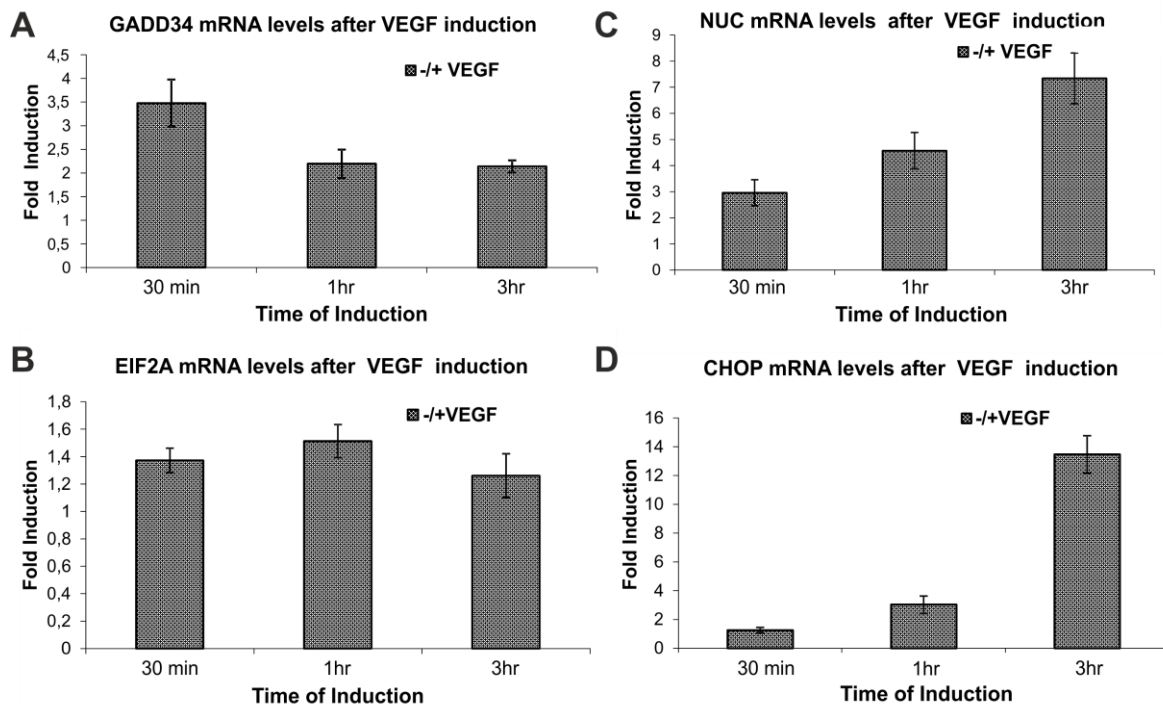 A
GADD34 mRNA levels after VEGF induction
-/+ VEGF
4,5
4
3,5
3
2,5
2
1,5
1
0,5
0
Fold Induction
30 min 1hr 3hr
Time of Induction
B
EIF2A mRNA levels after VEGF induction
-/+VEGF
1,8
1,6
1,4
1,2
1
0,8
0,6
0,4
0,2
0
Fold Induction
30 min 1hr 3hr
Time of Induction
C
NUC mRNA levels after VEGF induction
-/+ VEGF
9
8
7
6
5
4
3
2
1
0
Fold Induction
30 min 1hr 3hr
Time of Induction
D
CHOP mRNA levels after VEGF induction
-/+VEGF
16
14
12
10
8
6
4
2
0
Fold Induction
30 min 1hr 3hr
Time of Induction